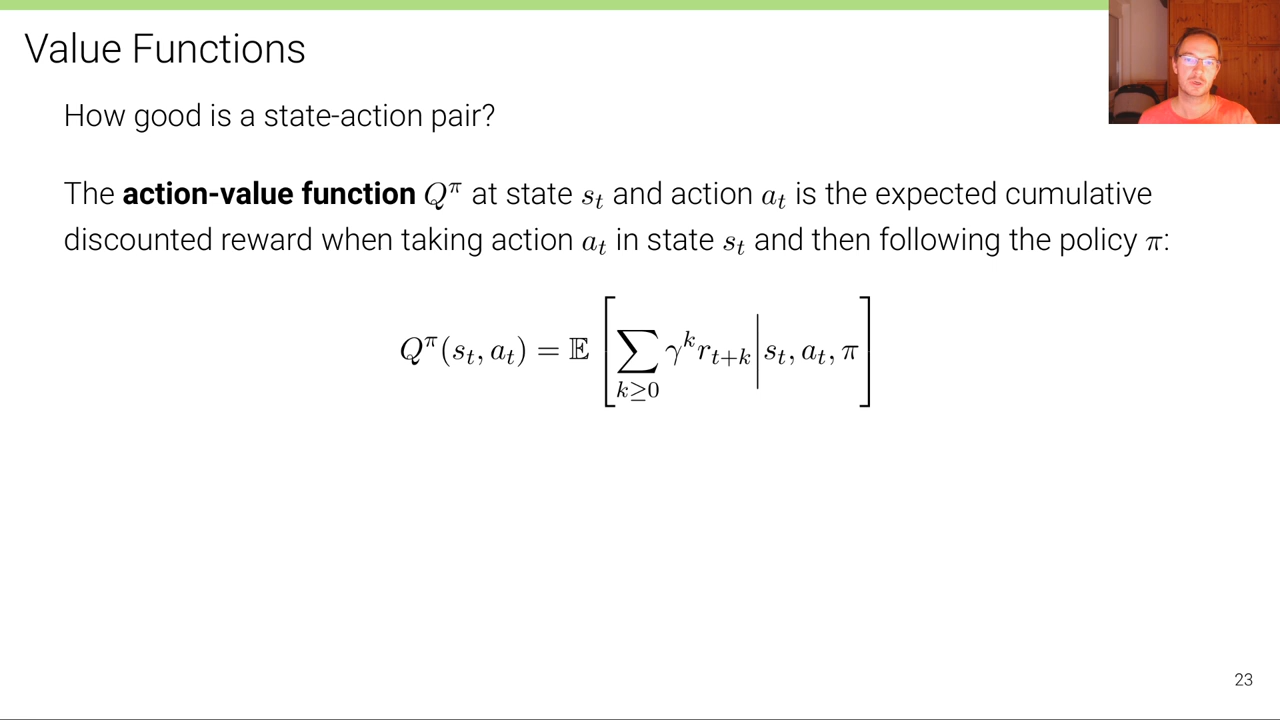 Value Functions
How good is a state-action pair?
The action-value function Q^π at state s_t and action a_t is the expected cumulative
discounted reward when taking action a_t in state s_t and then following the policy π:
Q^π(s_t, a_t) = 𝔼 [ ∑_{k≥0} γ^k r_{t+k} | s_t, a_t, π ]
23